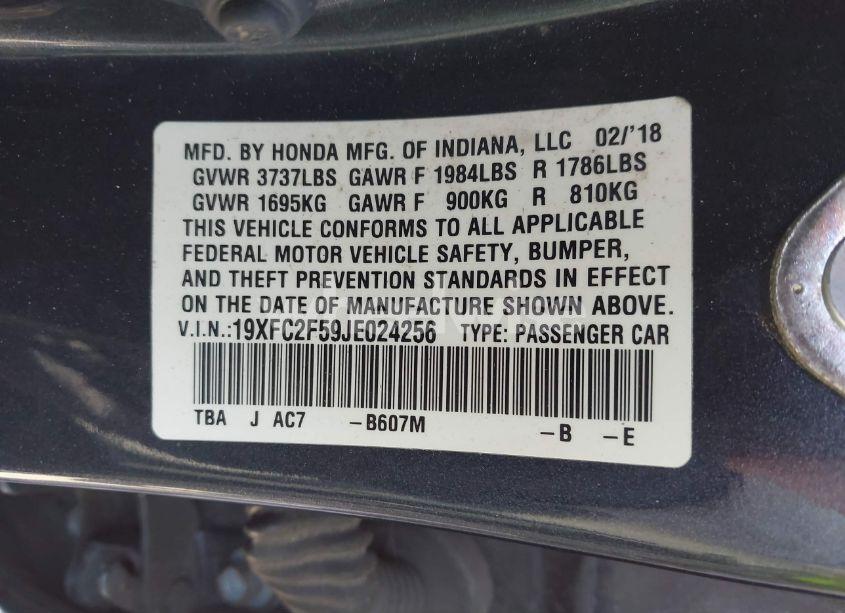 MFD. BY HONDA MFG. OF INDIANA, LLC 02/'18
GVWR 3737LBS GAWR F 1984LBS R 1786LBS
GVWR 1695KG GAWR F 900KG R 810KG
THIS VEHICLE CONFORMS TO ALL APPLICABLE
FEDERAL MOTOR VEHICLE SAFETY, BUMPER,
AND THEFT PREVENTION STANDARDS IN EFFECT
ON THE DATE OF MANUFACTURE SHOWN ABOVE.
V.I.N.:19XFC2F59JE024256 TYPE: PASSENGER CAR
TBA J AC7 -B607M -B -E